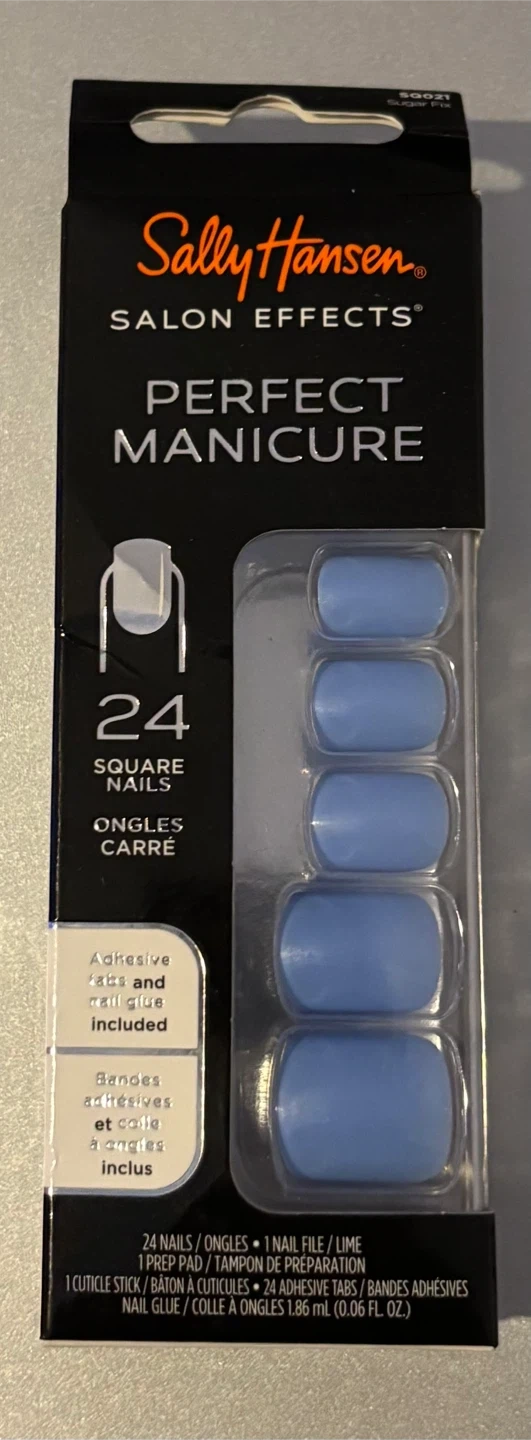 SQ021
Sugar Fix
Sally Hansen®
SALON EFFECTS®
PERFECT
MANICURE
24
SQUARE
NAILS
ONGLES
CARRÉ
Adhesive
tabs and
nail glue
included
Bandes
adhésives
et colle
à ongles
inclus
24 NAILS / ONGLES • 1 NAIL FILE / LIME
1 PREP PAD / TAMPON DE PRÉPARATION
1 CUTICLE STICK / BÂTON À CUTICULES • 24 ADHESIVE TABS / BANDES ADHÉSIVES
NAIL GLUE / COLLE À ONGLES 1.86 mL (0.06 FL. OZ.)